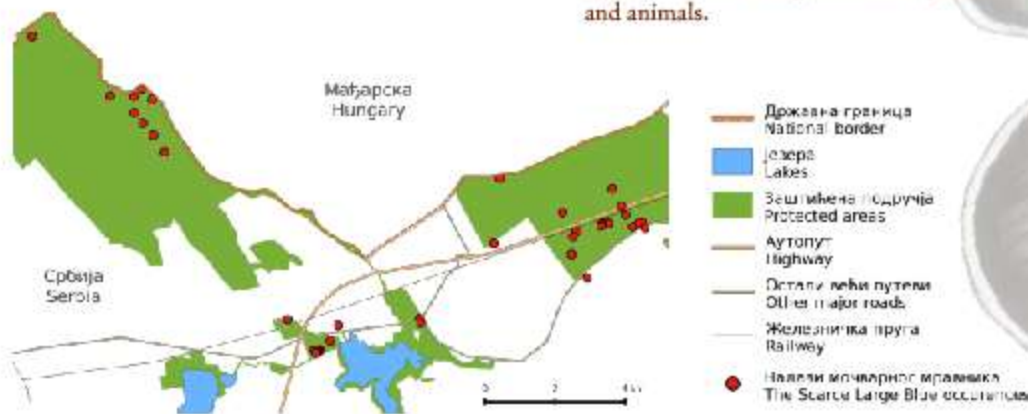 and animals.
Мађарска
Hungary
Србија
Serbia
Државна граница
National border
Језера
Lakes
Заштићена подручја
Protected areas
Аутопут
Highway
Остали већи путеви
Other major roads
Железничка пруга
Railway
Налази мочварног мравника
The Scarce Large Blue occurences
0 2